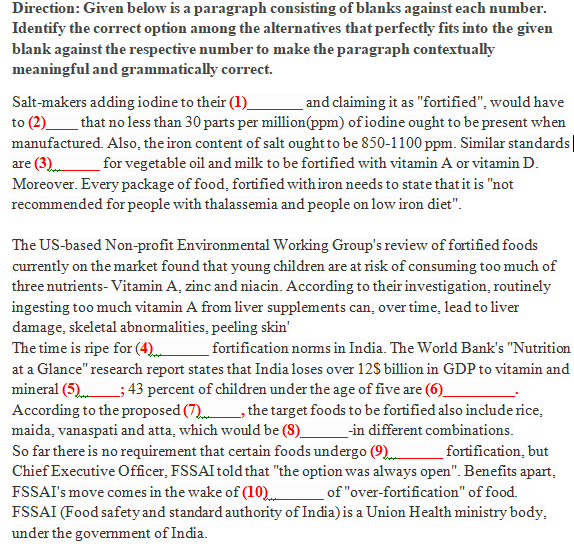 Direction: Given below is a paragraph consisting of blanks against each number.
Identify the correct option among the alternatives that perfectly fits into the given
blank against the respective number to make the paragraph contextually
meaningful and grammatically correct.
Salt-makers adding iodine to their (1)________ and claiming it as "fortified", would have
to (2)_____ that no less than 30 parts per million(ppm) of iodine ought to be present when
manufactured. Also, the iron content of salt ought to be 850-1100 ppm. Similar standards
are (3)_______ for vegetable oil and milk to be fortified with vitamin A or vitamin D.
Moreover. Every package of food, fortified with iron needs to state that it is "not
recommended for people with thalassemia and people on low iron diet".
The US-based Non-profit Environmental Working Group's review of fortified foods
currently on the market found that young children are at risk of consuming too much of
three nutrients- Vitamin A, zinc and niacin. According to their investigation, routinely
ingesting too much vitamin A from liver supplements can, over time, lead to liver
damage, skeletal abnormalities, peeling skin'
The time is ripe for (4)________ fortification norms in India. The World Bank's "Nutrition
at a Glance" research report states that India loses over 12$ billion in GDP to vitamin and
mineral (5)______; 43 percent of children under the age of five are (6)__________.
According to the proposed (7)______, the target foods to be fortified also include rice,
maida, vanaspati and atta, which would be (8)_______-in different combinations.
So far there is no requirement that certain foods undergo (9)________ fortification, but
Chief Executive Officer, FSSAI told that "the option was always open". Benefits apart,
FSSAI's move comes in the wake of (10)________ of "over-fortification" of food.
FSSAI (Food safety and standard authority of India) is a Union Health ministry body,
under the government of India.